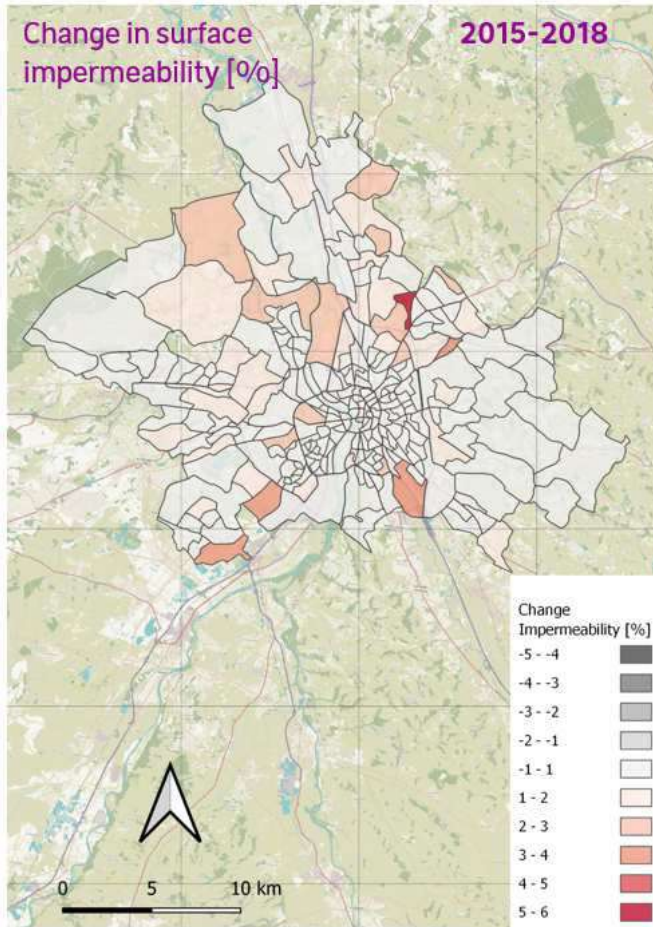 Change in surface
impermeability [%]
2015-2018
Change
Impermeability [%]
-5 - -4
-4 - -3
-3 - -2
-2 - -1
-1 - 1
1 - 2
2 - 3
3 - 4
4 - 5
5 - 6
0 5 10 km